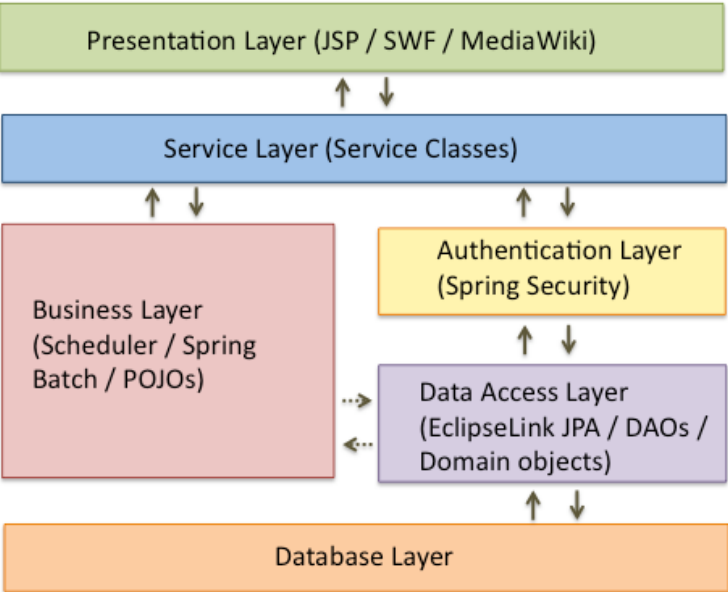 Presentation Layer (JSP / SWF / MediaWiki)
Service Layer (Service Classes)
Authentication Layer
(Spring Security)
Business Layer
(Scheduler / Spring
Batch / POJOs)
Data Access Layer
(EclipseLink JPA / DAOs /
Domain objects)
Database Layer